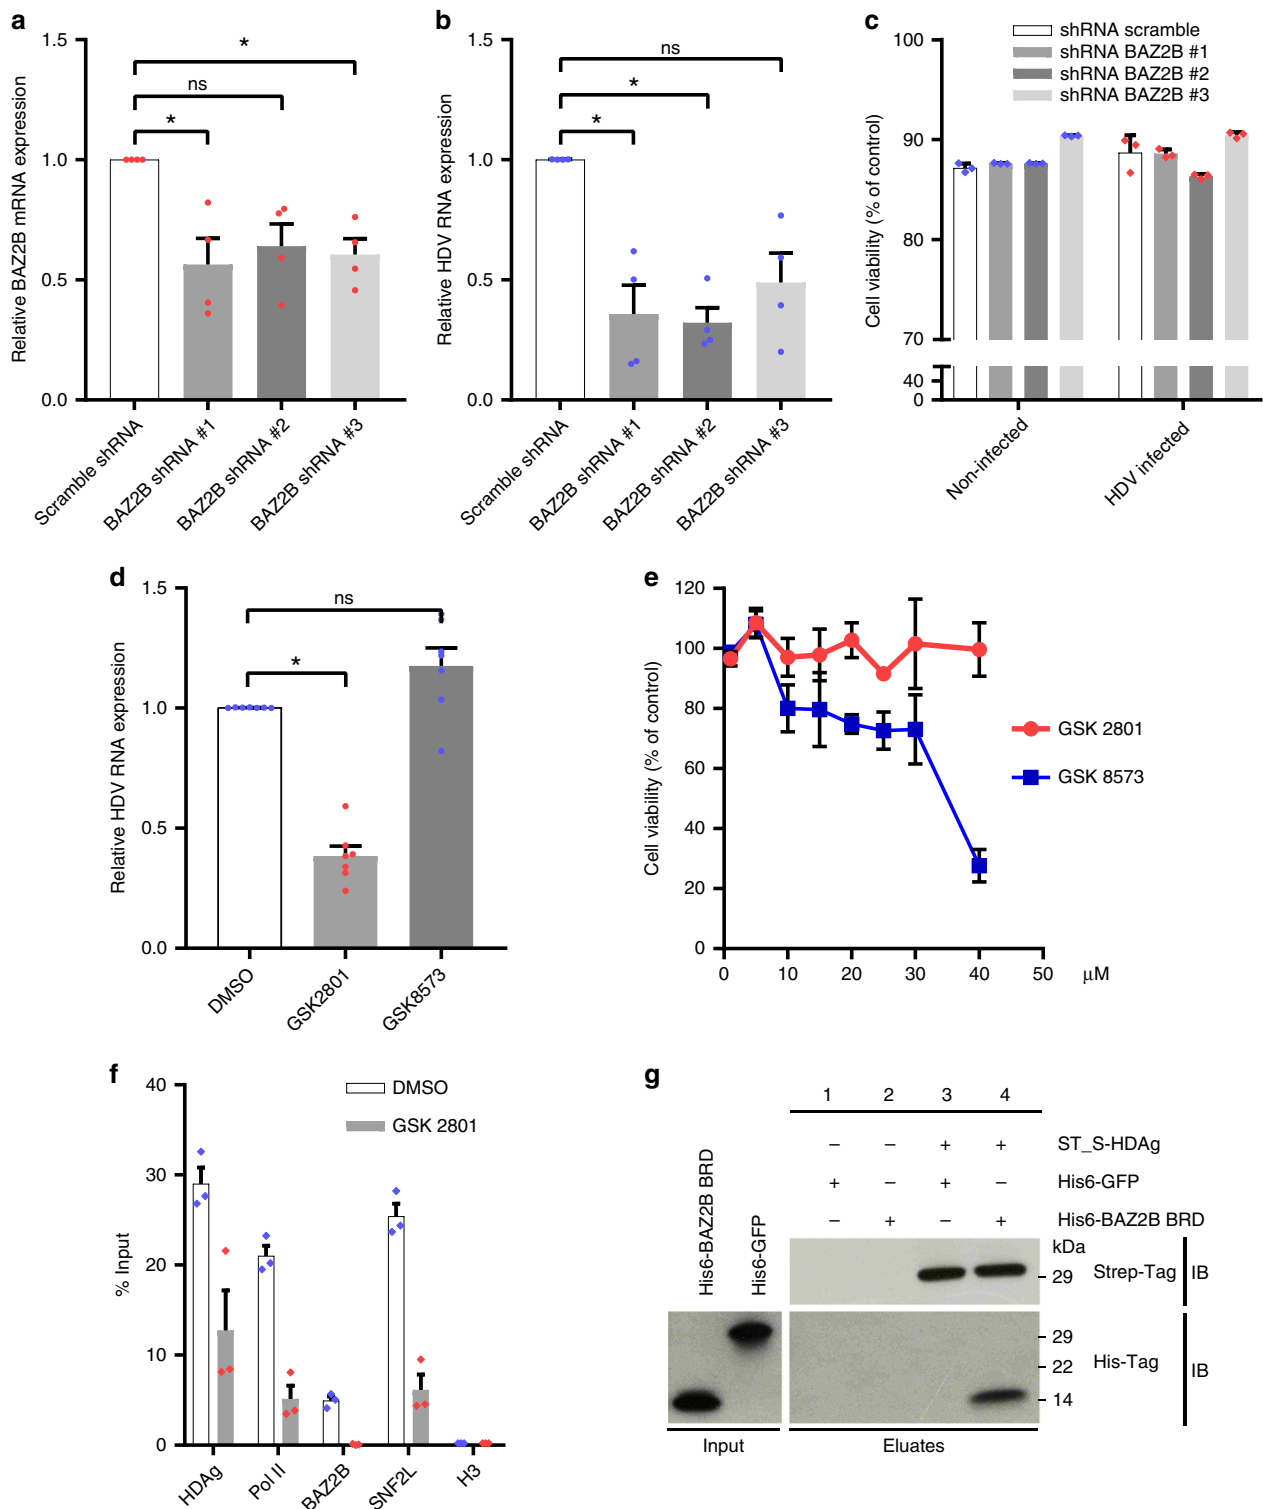 a
Relative BAZ2B mRNA expression
1.5
1.0
0.5
0.0
*
ns
*
Scramble shRNA
BAZ2B shRNA #1
BAZ2B shRNA #2
BAZ2B shRNA #3
b
Relative HDV RNA expression
1.5
1.0
0.5
0.0
ns
*
*
Scramble shRNA
BAZ2B shRNA #1
BAZ2B shRNA #2
BAZ2B shRNA #3
c
Cell viability (% of control)
100
90
80
70
40
0
shRNA scramble
shRNA BAZ2B #1
shRNA BAZ2B #2
shRNA BAZ2B #3
Non-infected
HDV infected
d
Relative HDV RNA expression
1.5
1.0
0.5
0.0
ns
*
DMSO
GSK2801
GSK8573
e
Cell viability (% of control)
120
100
80
60
40
20
0
0 10 20 30 40 50 μM
GSK 2801
GSK 8573
f
% Input
40
30
20
10
0
DMSO
GSK 2801
HDAg
Pol II
BAZ2B
SNF2L
H3
g
His6-BAZ2B BRD
His6-GFP
1 2 3 4
– – + + ST_S-HDAg
+ – + – His6-GFP
– + – + His6-BAZ2B BRD
kDa
29 Strep-Tag IB
29
22
14
His-Tag IB
Input
Eluates